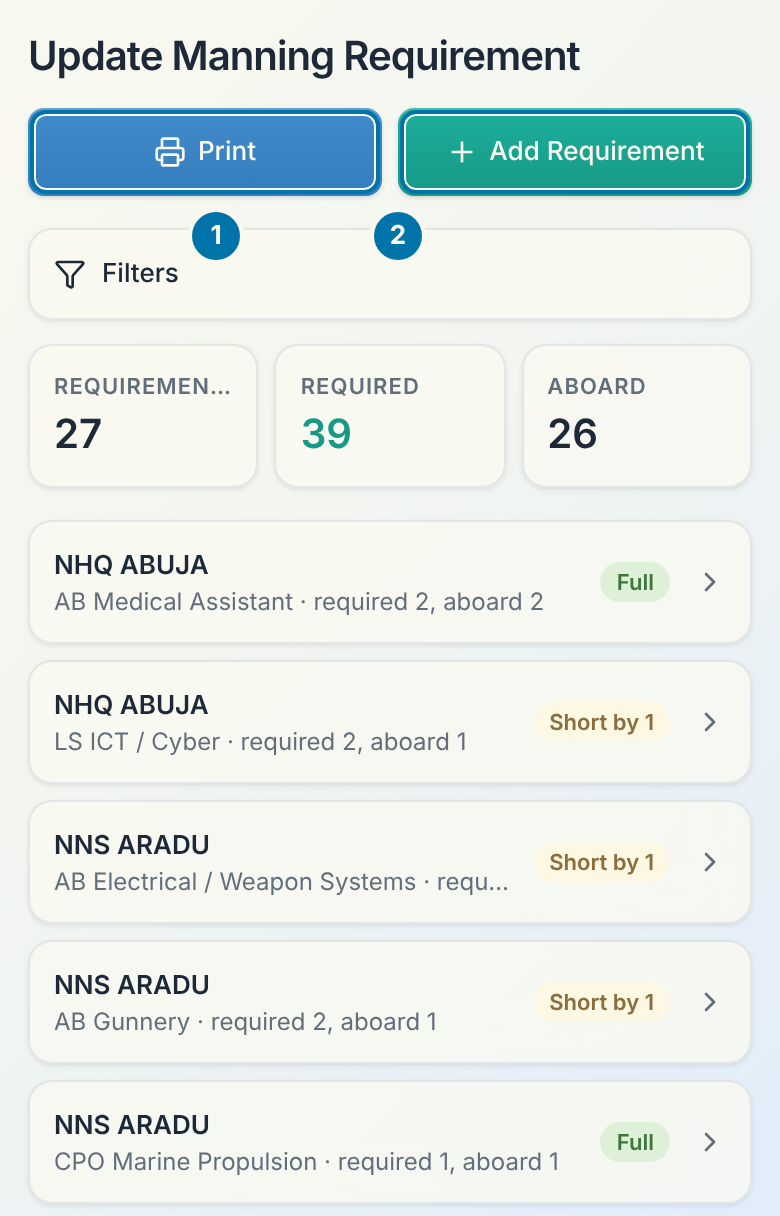 Update Manning Requirement
Print
Add Requirement
1
2
Filters
REQUIREMEN...
REQUIRED
ABOARD
27
39
26
NHQ ABUJA
AB Medical Assistant · required 2, aboard 2
Full
NHQ ABUJA
LS ICT / Cyber · required 2, aboard 1
Short by 1
NNS ARADU
AB Electrical / Weapon Systems · requ...
Short by 1
NNS ARADU
AB Gunnery · required 2, aboard 1
Short by 1
NNS ARADU
CPO Marine Propulsion · required 1, aboard 1
Full